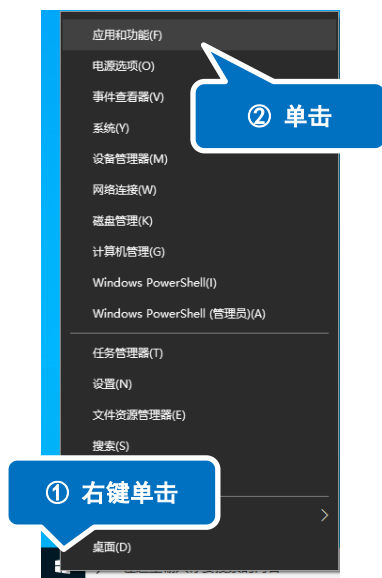 应用和功能(F)
电源选项(O)
事件查看器(V)
② 单击
系统(Y)
设备管理器(M)
网络连接(W)
磁盘管理(K)
计算机管理(G)
Windows PowerShell(I)
Windows PowerShell (管理员)(A)
任务管理器(T)
设置(N)
文件资源管理器(E)
搜索(S)
① 右键单击
桌面(D)